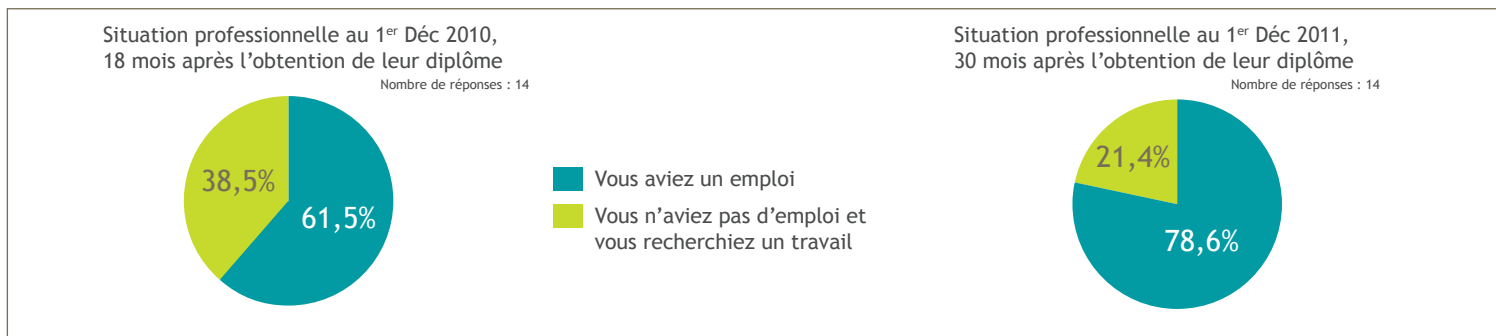 Situation professionnelle au 1er Déc 2010,
18 mois après l’obtention de leur diplôme
Nombre de réponses : 14
38,5%
61,5%
Vous aviez un emploi
Vous n’aviez pas d’emploi et
vous recherchiez un travail
Situation professionnelle au 1er Déc 2011,
30 mois après l’obtention de leur diplôme
Nombre de réponses : 14
21,4%
78,6%